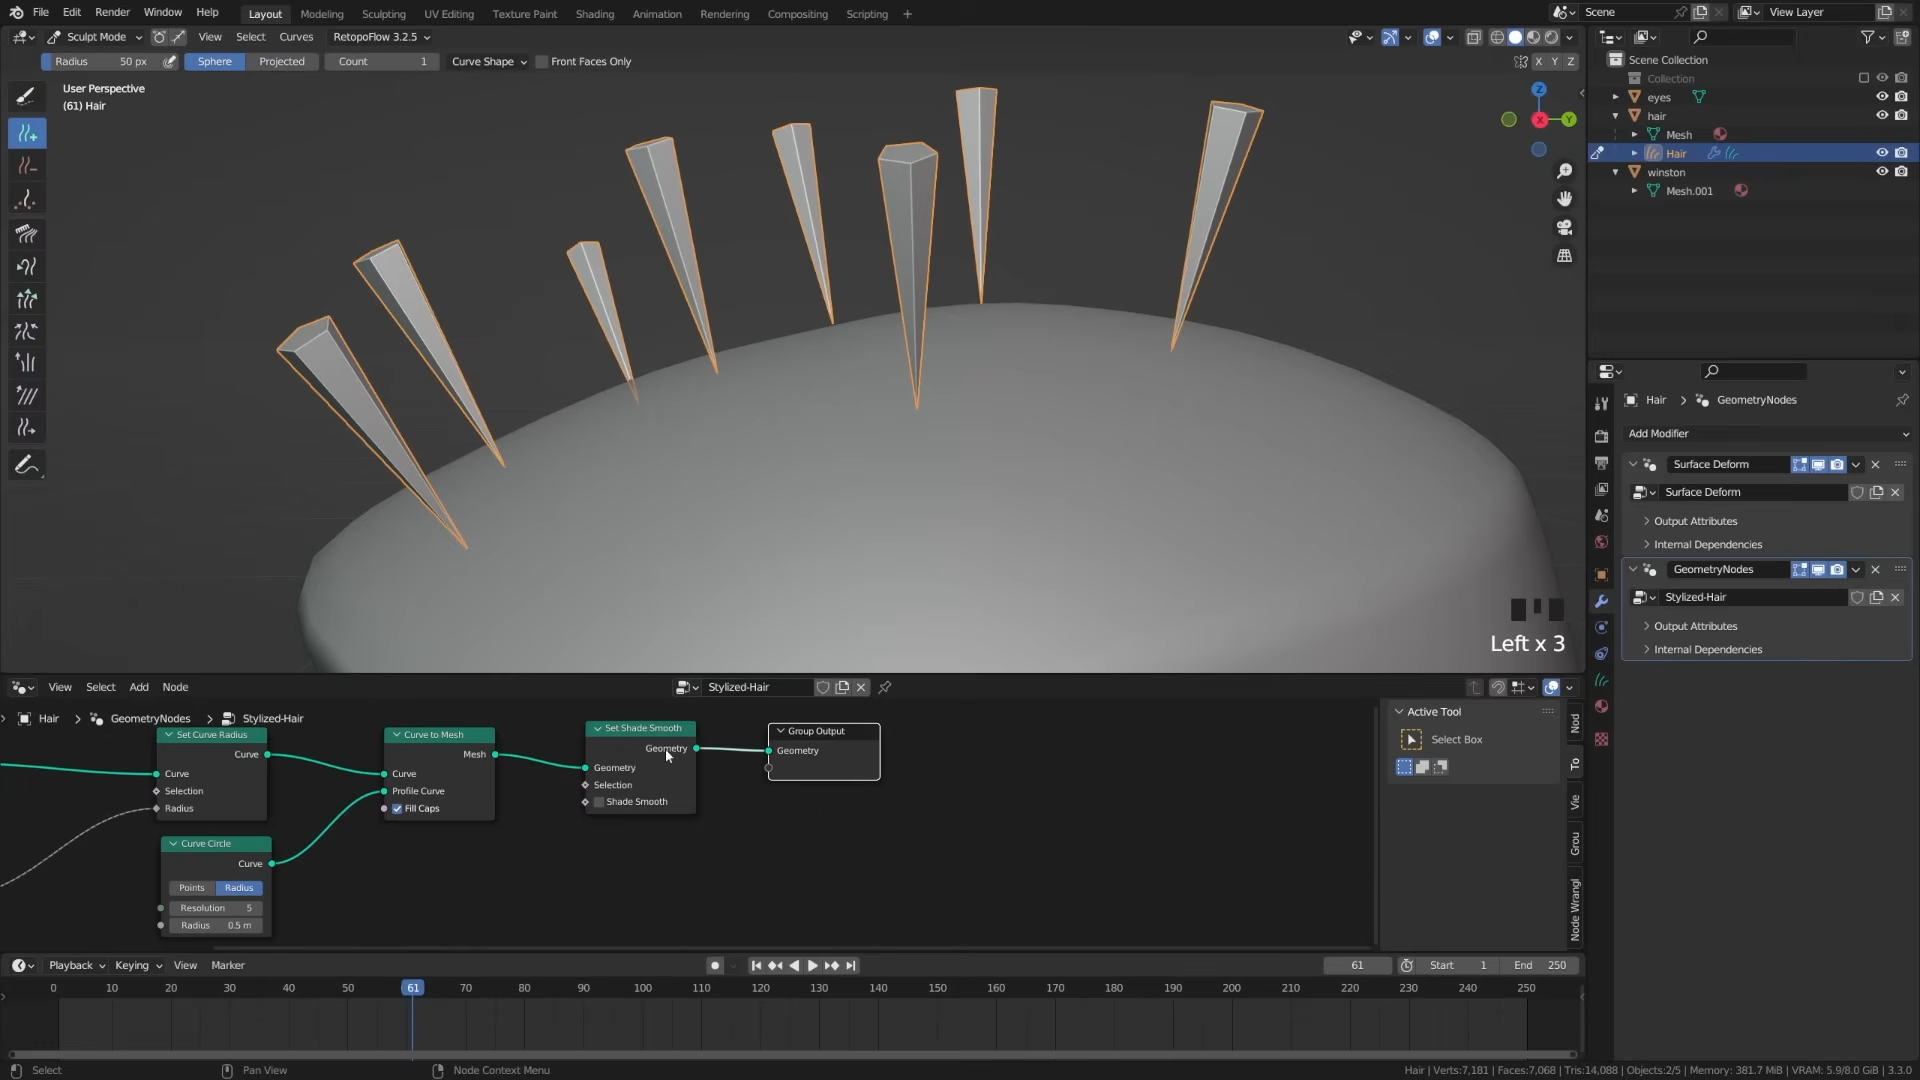 File Edit Render Window Help Layout Modeling Sculpting UV Editing Texture Paint Shading Animation Rendering Compositing Scripting + Scene View Layer
Sculpt Mode View Select Curves RetopoFlow 3.2.5
Radius 50 px Sphere Projected Count 1 Curve Shape Front Faces Only X Y Z
User Perspective
(61) Hair
Z
X
Y
Scene Collection
Collection
eyes
hair
Mesh
Hair
winston
Mesh.001
Hair > GeometryNodes
Add Modifier
Surface Deform
Surface Deform
Output Attributes
Internal Dependencies
GeometryNodes
Stylized-Hair
Output Attributes
Internal Dependencies
Left x 3
View Select Add Node Stylized-Hair
Hair > GeometryNodes > Stylized-Hair
Set Curve Radius
Curve
Curve
Selection
Radius
Curve to Mesh
Mesh
Curve
Profile Curve
Fill Caps
Set Shade Smooth
Geometry
Geometry
Selection
Shade Smooth
Group Output
Geometry
Curve Circle
Curve
Points Radius
Resolution 5
Radius 0.5 m
Active Tool
Select Box
Nod
To
Vie
Grou
Node Wrangl
Playback Keying View Marker 61 Start 1 End 250
0 10 20 30 40 50 61 70 80 90 100 110 120 130 140 150 160 170 180 190 200 210 220 230 240 250
Select Pan View Node Context Menu Hair | Verts:7,181 | Faces:7,068 | Tris:14,088 | Objects:2/5 | Memory: 381.7 MiB | VRAM: 5.9/8.0 GiB | 3.3.0